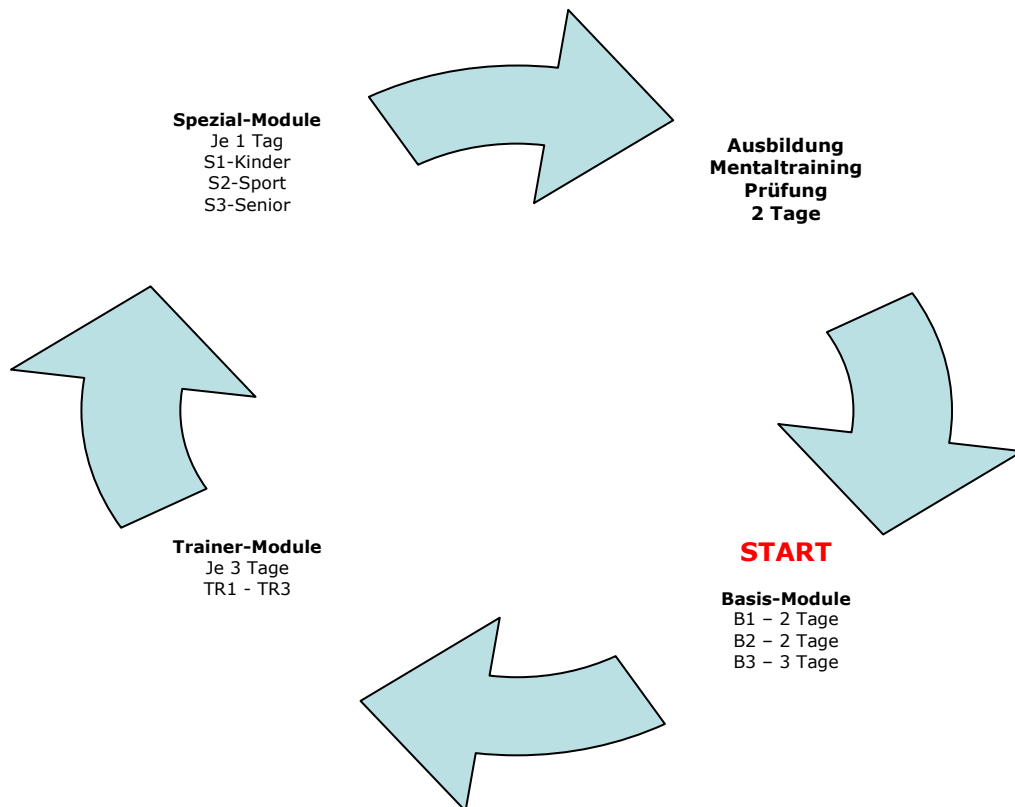 Spezial-Module
Je 1 Tag
S1-Kinder
S2-Sport
S3-Senior
Ausbildung
Mentaltraining
Prüfung
2 Tage
Trainer-Module
Je 3 Tage
TR1 - TR3
START
Basis-Module
B1 – 2 Tage
B2 – 2 Tage
B3 – 3 Tage